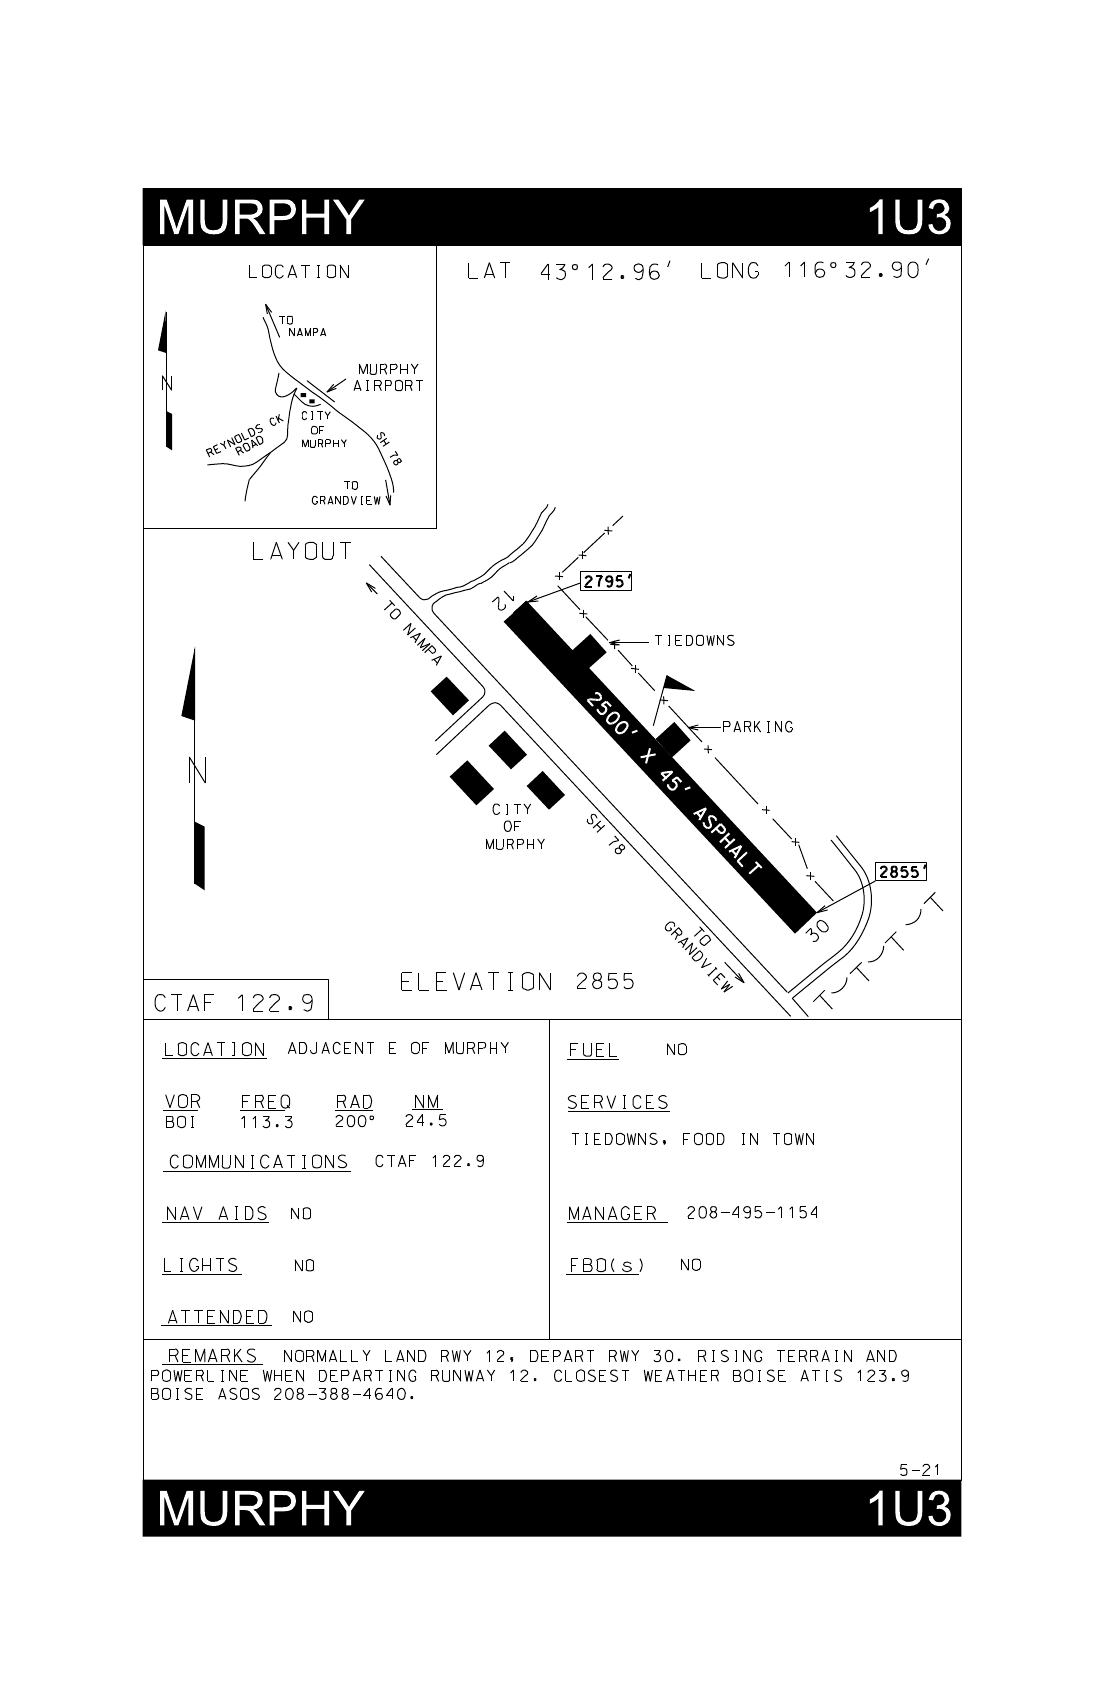 MURPHY 1U3
LOCATION
LAT 43°12.96' LONG 116°32.90'
TO
NAMPA
N
MURPHY
AIRPORT
CITY
OF
MURPHY
REYNOLDS CK
ROAD
SH 78
TO
GRANDVIEW
LAYOUT
2795'
12
TO NAMPA
TIEDOWNS
PARKING
2500' X 45' ASPHALT
N
CITY
OF
MURPHY
SH 78
2855'
30
TO
GRANDVIEW
T T T T
ELEVATION 2855
CTAF 122.9
LOCATION ADJACENT E OF MURPHY
VOR FREQ RAD NM
BOI 113.3 200° 24.5
COMMUNICATIONS CTAF 122.9
NAV AIDS NO
LIGHTS NO
ATTENDED NO
FUEL NO
SERVICES
TIEDOWNS, FOOD IN TOWN
MANAGER 208-495-1154
FBO(s) NO
REMARKS NORMALLY LAND RWY 12, DEPART RWY 30. RISING TERRAIN AND
POWERLINE WHEN DEPARTING RUNWAY 12. CLOSEST WEATHER BOISE ATIS 123.9
BOISE ASOS 208-388-4640.
5-21
MURPHY 1U3